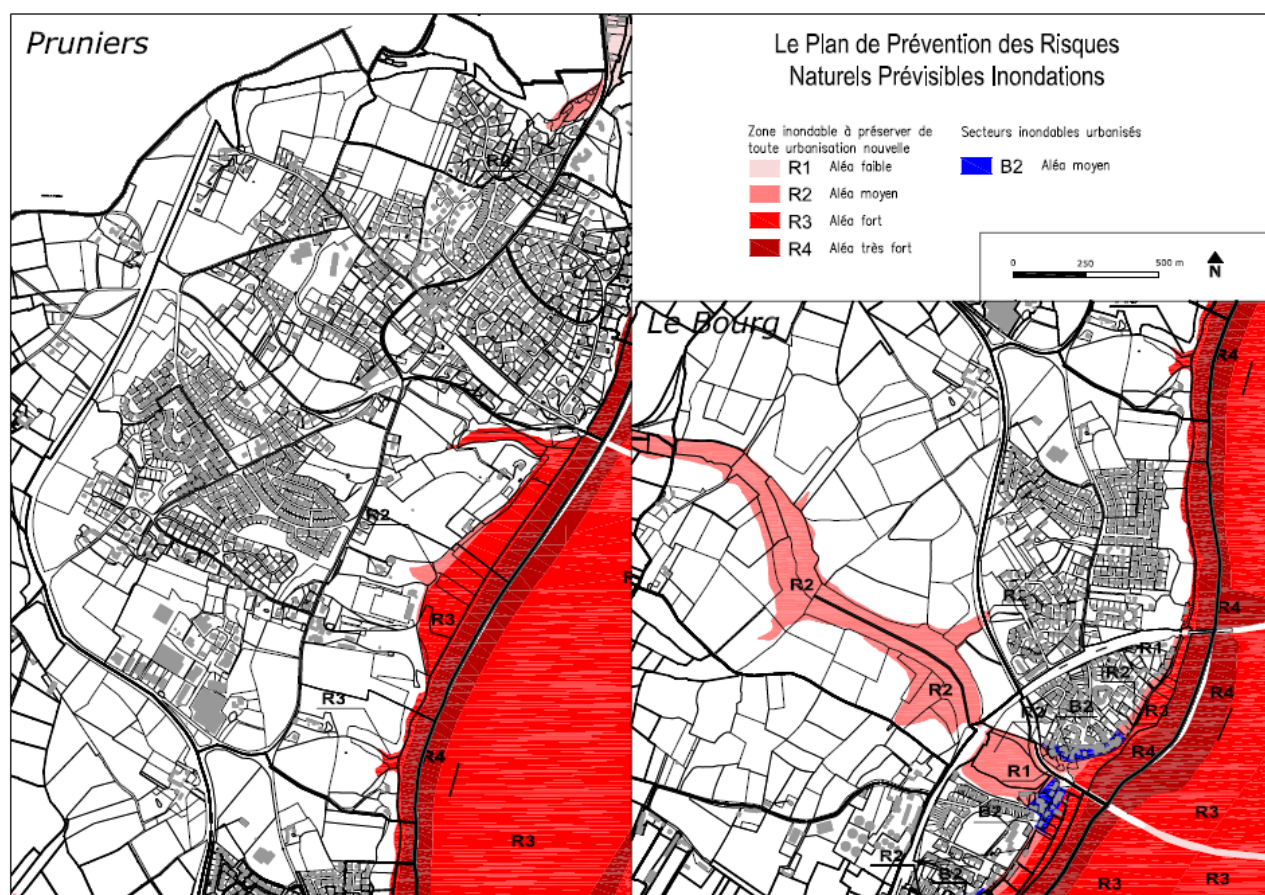 Pruniers
Le Plan de Prévention des Risques
Naturels Prévisibles Inondations
Zone inondable à préserver de
toute urbanisation nouvelle
R1 Aléa faible
R2 Aléa moyen
R3 Aléa fort
R4 Aléa très fort
Secteurs inondables urbanisés
B2 Aléa moyen
0 250 500 m
N
Le Bourg
R2
R3
R3
R4
R3
R4
R4
R2
R2
R4
R1
R2
R4
B2
R3
R2
R4
R1
B2
R3
R2
B2
R3
R3